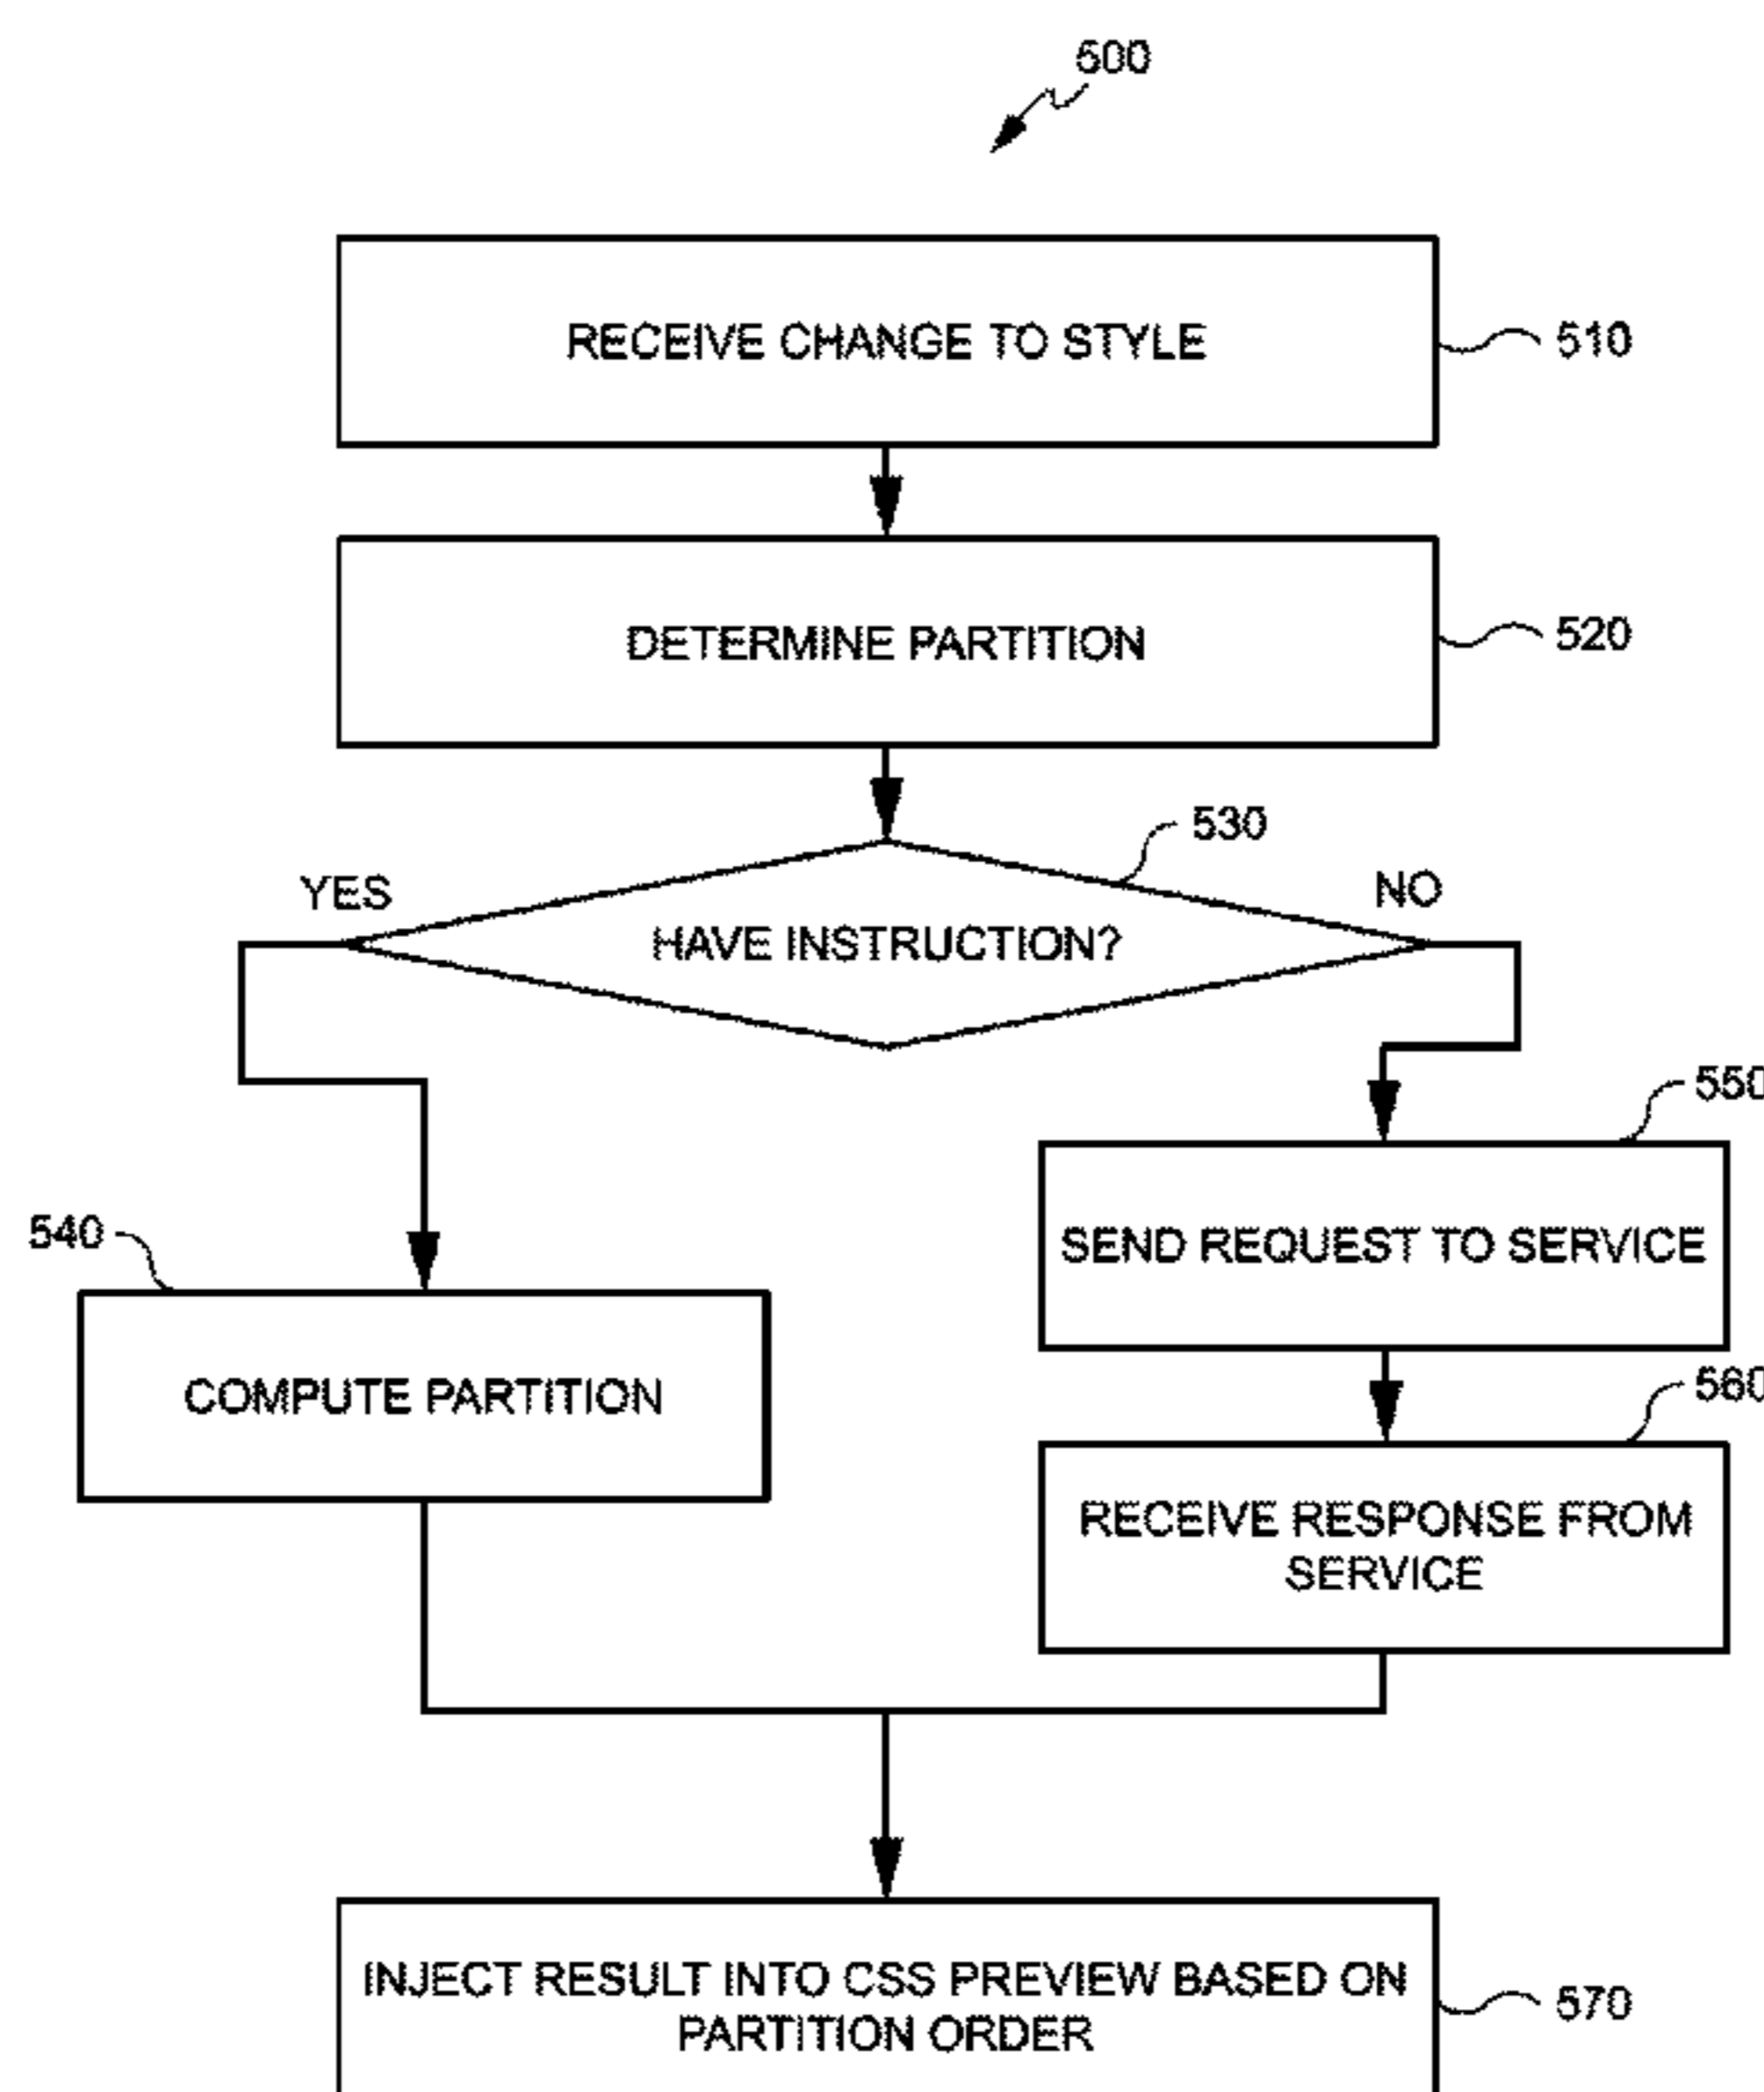 500
RECEIVE CHANGE TO STYLE
510
DETERMINE PARTITION
520
530
YES
NO
HAVE INSTRUCTION?
550
540
SEND REQUEST TO SERVICE
COMPUTE PARTITION
560
RECEIVE RESPONSE FROM
SERVICE
INJECT RESULT INTO CSS PREVIEW BASED ON
PARTITION ORDER
570